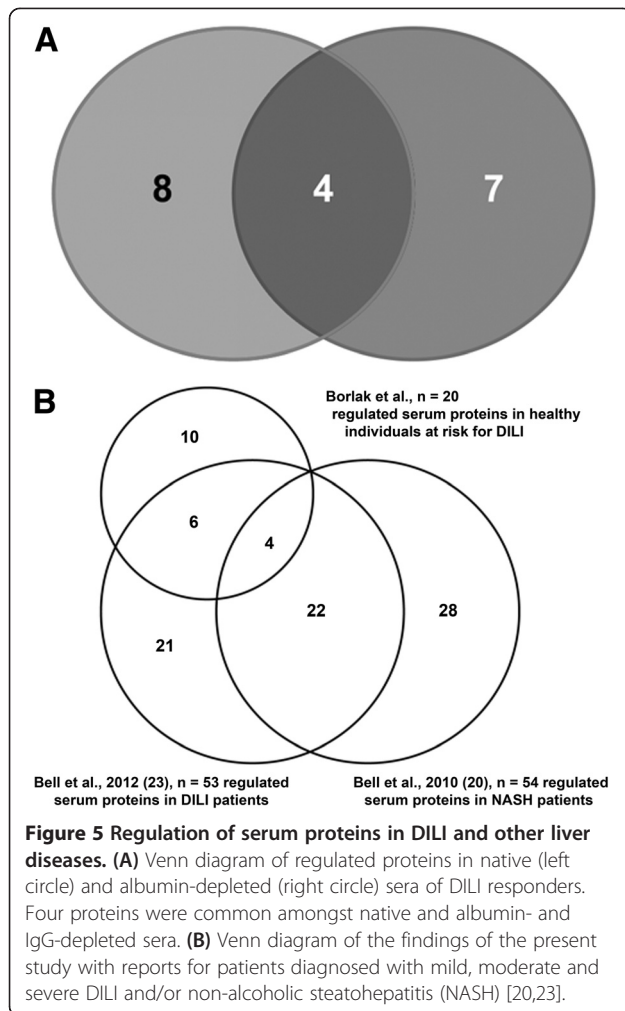 A
8
4
7
B
Borlak et al., n = 20
regulated serum proteins in healthy
individuals at risk for DILI
10
6
4
22
28
21
Bell et al., 2012 (23), n = 53 regulated
serum proteins in DILI patients
Bell et al., 2010 (20), n = 54 regulated
serum proteins in NASH patients
Figure 5 Regulation of serum proteins in DILI and other liver
diseases. (A) Venn diagram of regulated proteins in native (left
circle) and albumin-depleted (right circle) sera of DILI responders.
Four proteins were common amongst native and albumin- and
IgG-depleted sera. (B) Venn diagram of the findings of the present
study with reports for patients diagnosed with mild, moderate and
severe DILI and/or non-alcoholic steatohepatitis (NASH) [20,23].